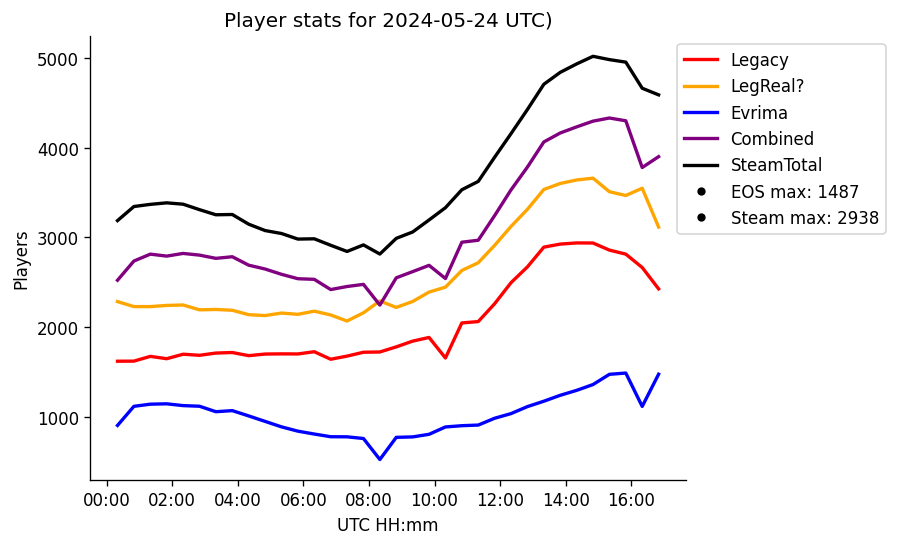 Player stats for 2024-05-24 UTC)
5000
4000
3000
2000
1000
Players
00:00 02:00 04:00 06:00 08:00 10:00 12:00 14:00 16:00
UTC HH:mm
Legacy
LegReal?
Evrima
Combined
SteamTotal
EOS max: 1487
Steam max: 2938